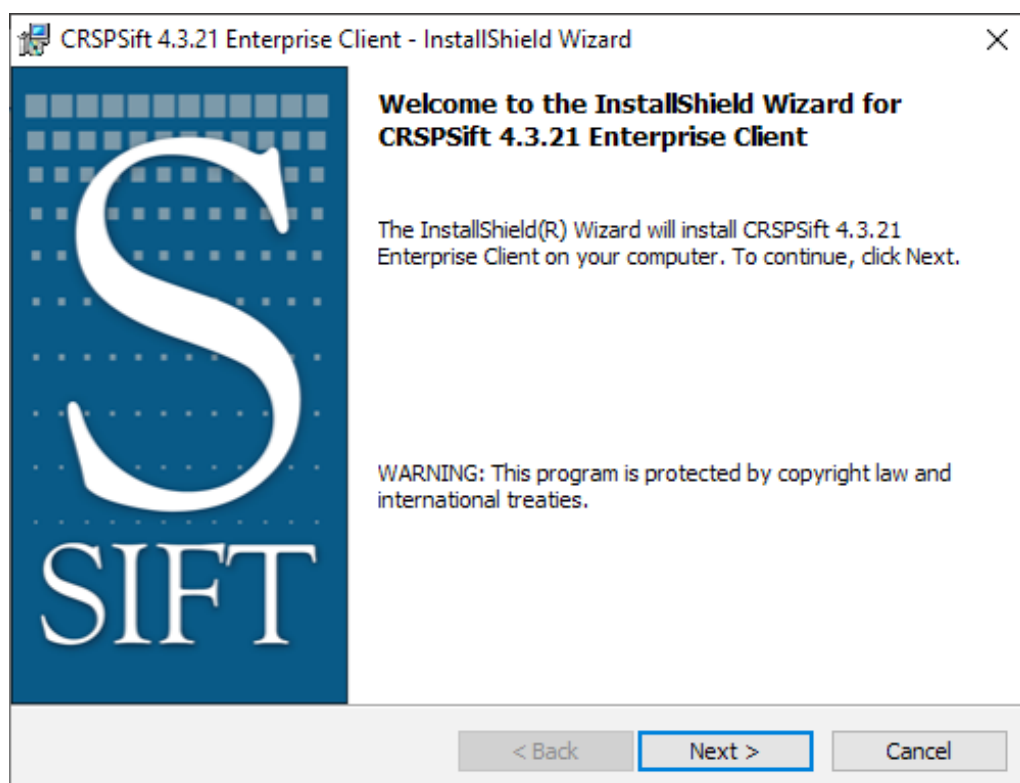 CRSPSift 4.3.21 Enterprise Client - InstallShield Wizard
Welcome to the InstallShield Wizard for
CRSPSift 4.3.21 Enterprise Client
The InstallShield(R) Wizard will install CRSPSift 4.3.21
Enterprise Client on your computer. To continue, click Next.
WARNING: This program is protected by copyright law and
international treaties.
S
SIFT
< Back
Next >
Cancel